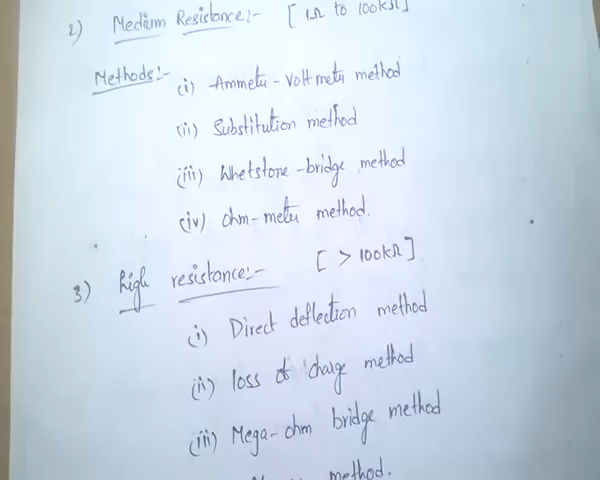 2) Medium Resistance:- [1Ω to 100kΩ]
Methods:- (i) Ammeter-voltmeter method
(ii) Substitution method
(iii) Whetstone-bridge method
(iv) Ohm-meter method.
3) high resistance:- [>100kΩ]
(i) Direct deflection method
(ii) loss of charge method
(iii) Mega-ohm bridge method
method.